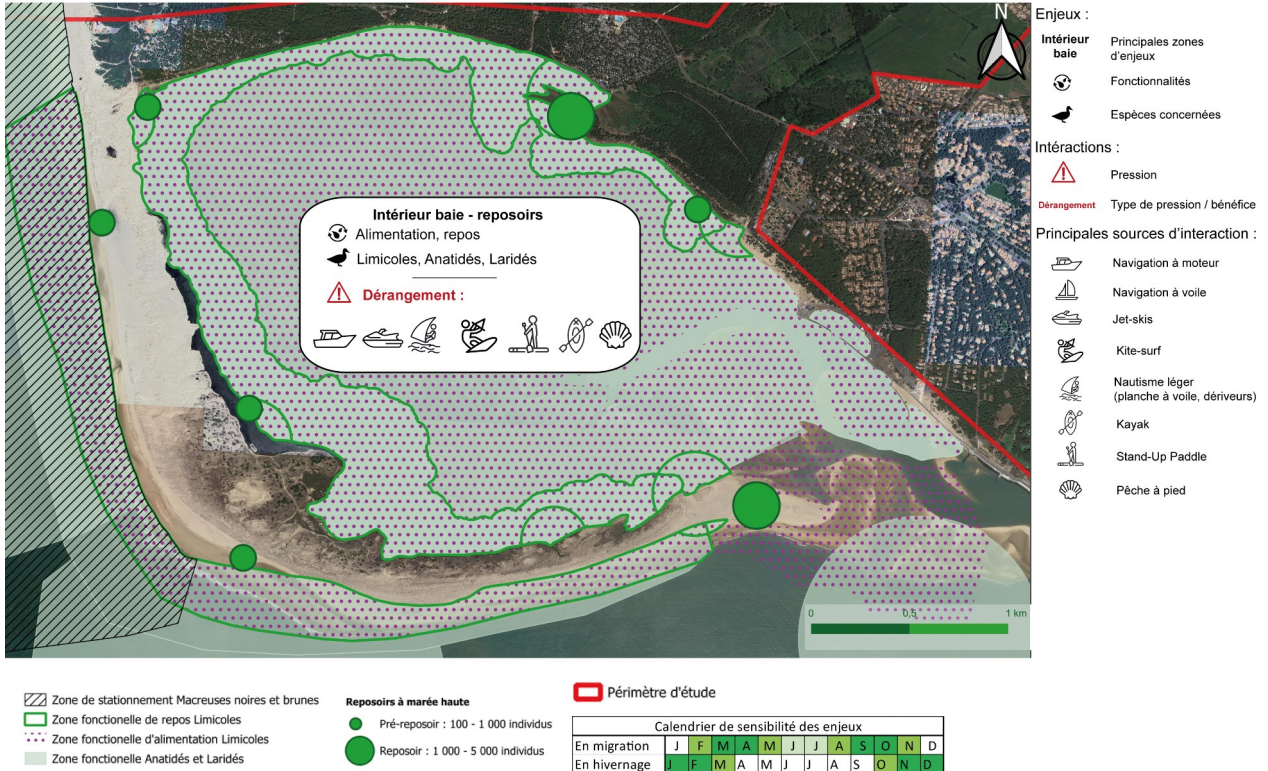 N
Intérieur baie - reposoirs
Alimentation, repos
Limicoles, Anatidés, Laridés
Dérangement :
0 0,5 1 km
Enjeux :
Intérieur baie
Principales zones d'enjeux
Fonctionnalités
Espèces concernées
Intéractions :
Pression
Dérangement Type de pression / bénéfice
Principales sources d'interaction :
Navigation à moteur
Navigation à voile
Jet-skis
Kite-surf
Nautisme léger
(planche à voile, dériveurs)
Kayak
Stand-Up Paddle
Pêche à pied
Zone de stationnement Macreuses noires et brunes
Zone fonctionelle de repos Limicoles
Zone fonctionelle d'alimentation Limicoles
Zone fonctionelle Anatidés et Laridés
Reposoirs à marée haute
Pré-reposoir : 100 - 1 000 individus
Reposoir : 1 000 - 5 000 individus
Périmètre d'étude
Calendrier de sensibilité des enjeux
En migration J F M A M J J A S O N D
En hivernage J F M A M J J A S O N D